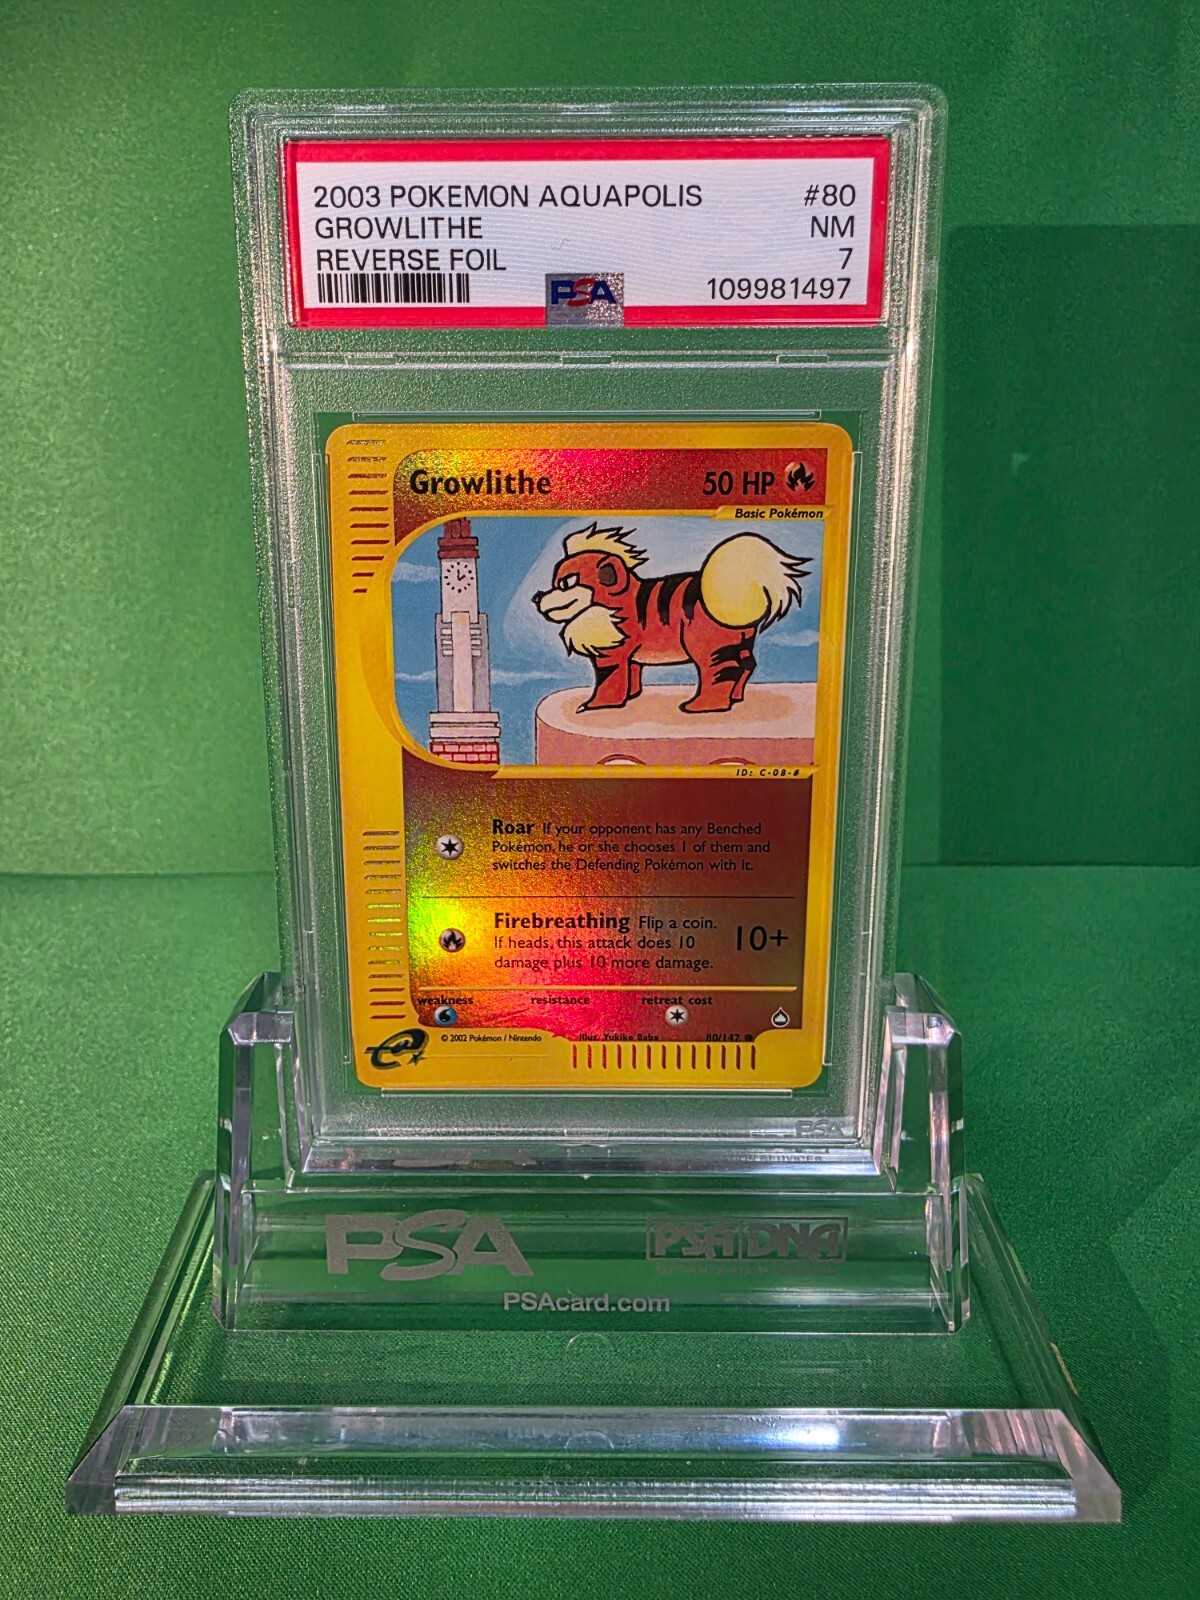 2003 POKEMON AQUAPOLIS #80
GROWLITHE NM
REVERSE FOIL 7
PSA 109981497
Growlithe 50 HP
Basic Pokémon
ID: C-08-#
Roar If your opponent has any Benched
Pokémon, he or she chooses 1 of them and
switches the Defending Pokémon with it.
Firebreathing Flip a coin.
If heads, this attack does 10
damage plus 10 more damage.
10+
weakness resistance retreat cost
© 2002 Pokémon / Nintendo Illus. Yukiko Baba 80/147
e
PSA
PSA PSA DNA
PSAcard.com